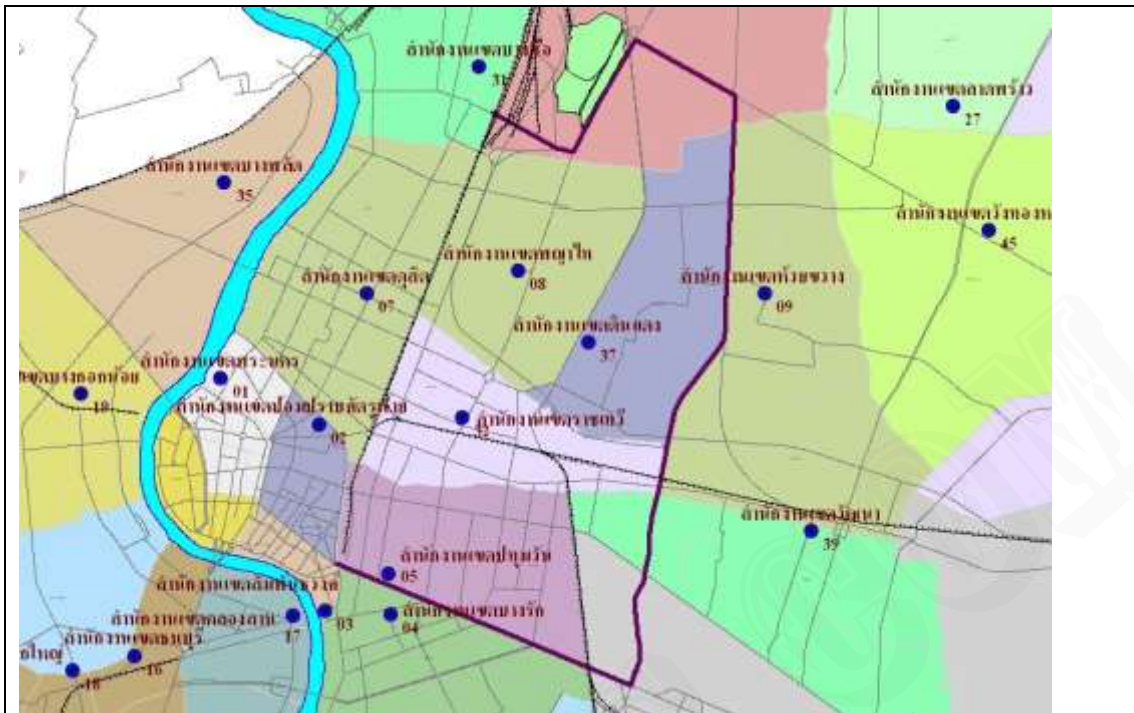 สำนักงานเขตบางซื่อ
31
สำนักงานเขตลาดพร้าว
27
สำนักงานเขตบางพลัด
35
สำนักงานเขตวังทองห
45
สำนักงานเขตพญาไท
08
สำนักงานเขตดุสิต
07
สำนักงานเขตห้วยขวาง
09
สำนักงานเขตดินแดง
37
สำนักงานเขตพระนคร
01
เขตบางกอกน้อย
สำนักงานเขตป้อมปราบศัตรูพ่าย
02
สำนักงานเขตราชเทวี
สำนักงานเขตวัฒนา
39
สำนักงานเขตปทุมวัน
05
สำนักงานเขตสัมพันธวงศ์
03
สำนักงานเขตคลองสาน
17
สำนักงานเขตบางรัก
04
สำนักงานเขตธนบุรี
16
กใหญ่
18